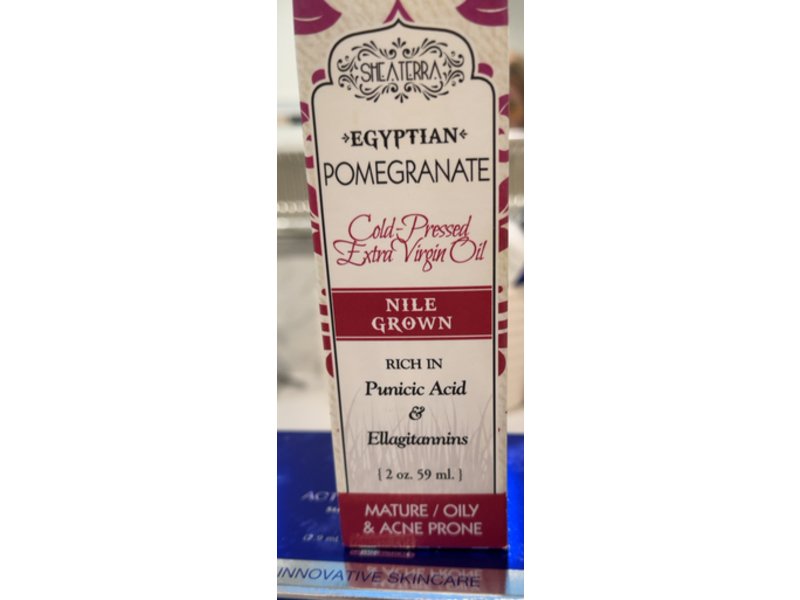 SHEATERRA
EGYPTIAN
POMEGRANATE
Cold-Pressed
Extra Virgin Oil
NILE
GROWN
RICH IN
Punicic Acid
&
Ellagitannins
{ 2 oz. 59 ml. }
MATURE / OILY
& ACNE PRONE
INNOVATIVE SKINCARE